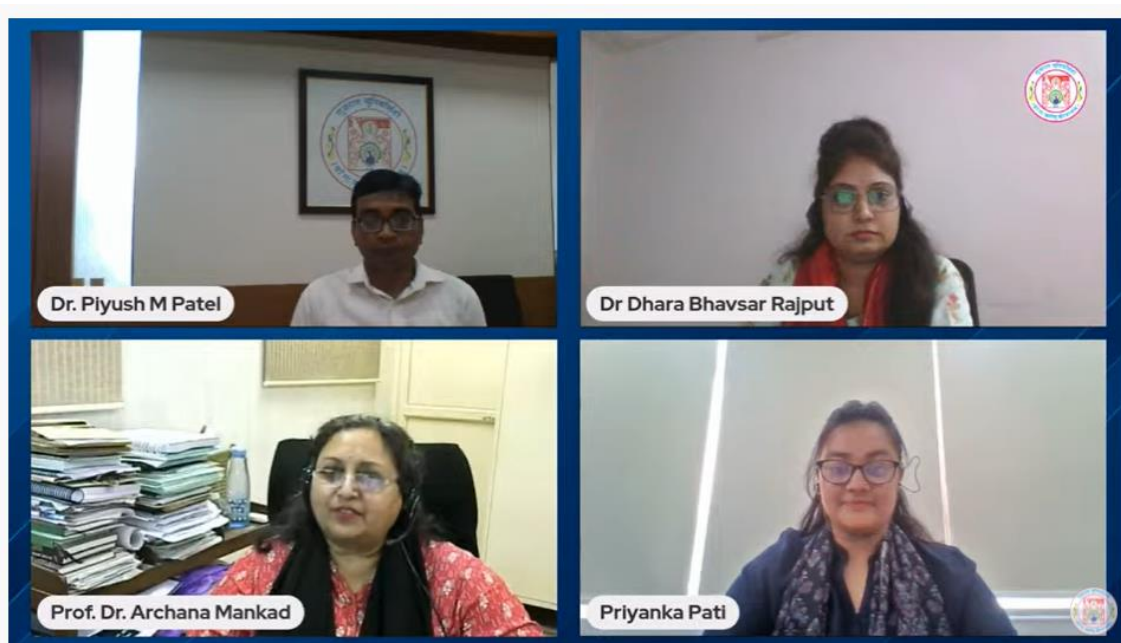 Dr. Piyush M Patel
Dr Dhara Bhavsar Rajput
Prof. Dr. Archana Mankad
Priyanka Pati